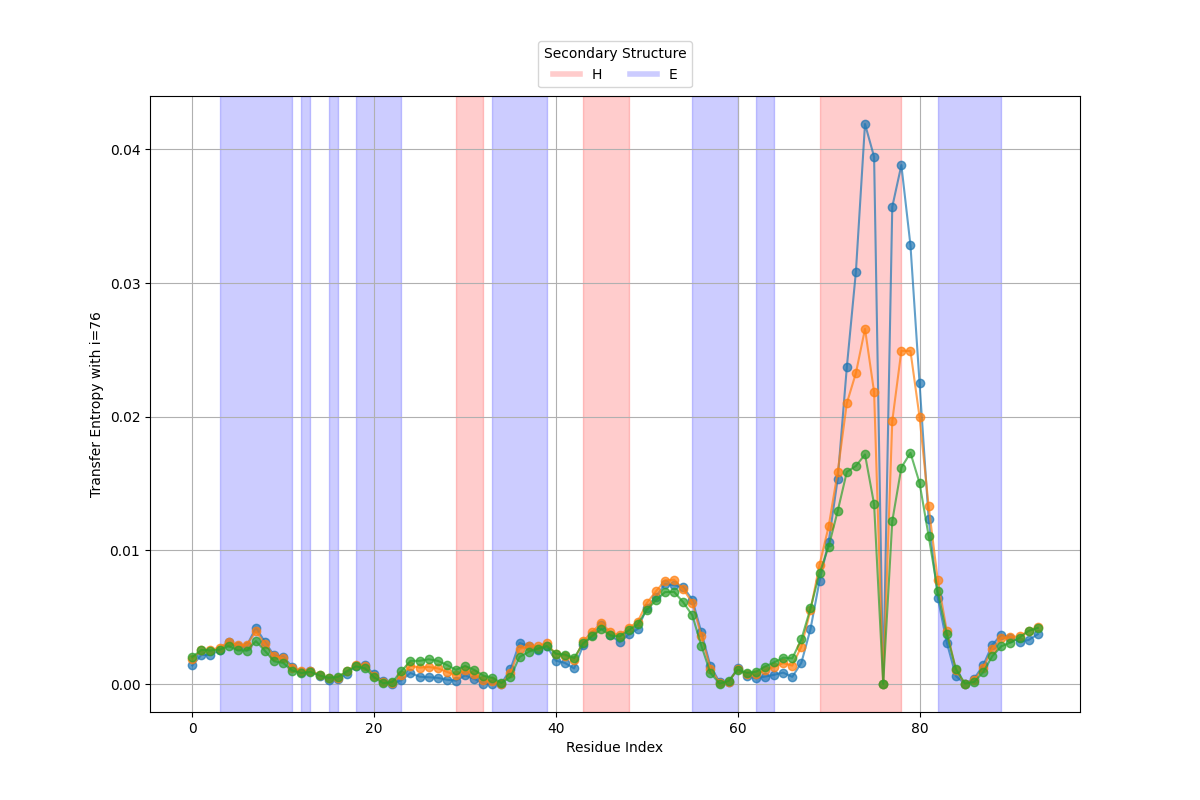 Secondary Structure
H E
0.04
0.03
0.02
0.01
0.00
Transfer Entropy with i=76
0 20 40 60 80
Residue Index